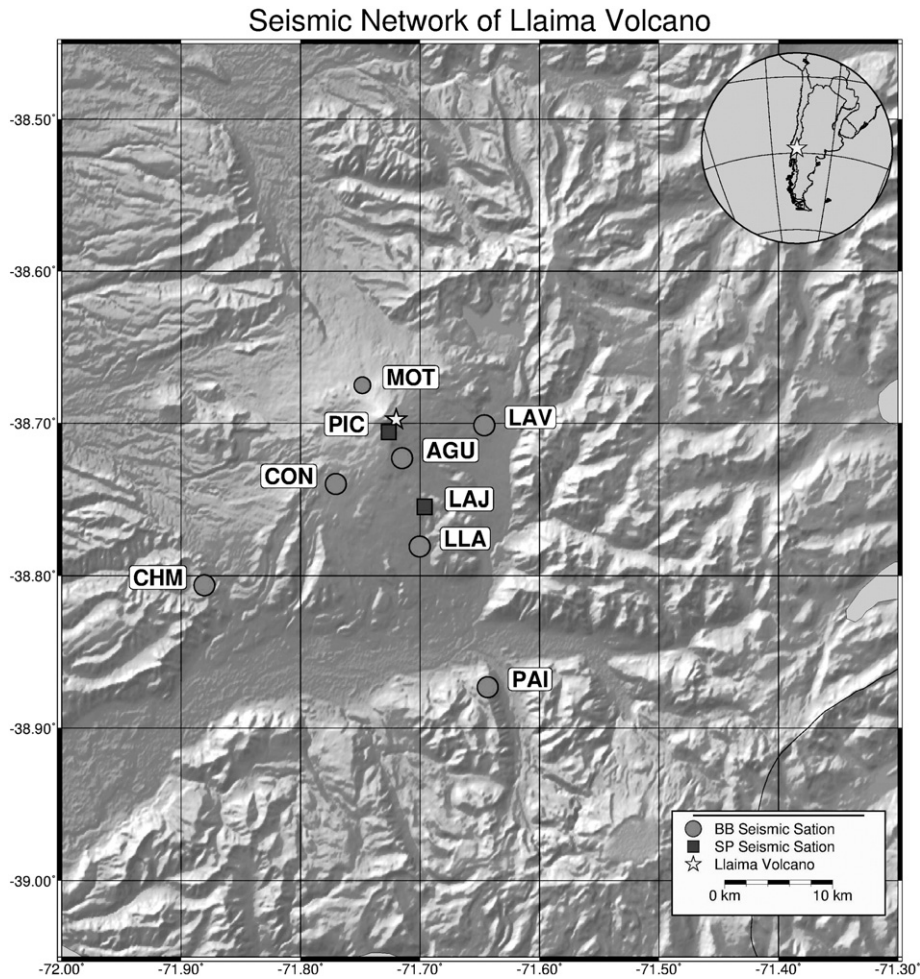 Seismic Network of Llaima Volcano
-38.50
-38.60
MOT
-38.70
PIC
LAV
AGU
CON
LAJ
LLA
-38.80
CHM
PAI
-38.90
BB Seismic Sation
SP Seismic Sation
Llaima Volcano
0 km
10 km
-39.00
-72.00
-71.90
-71.80
-71.70
-71.60
-71.50
-71.40
-71.30